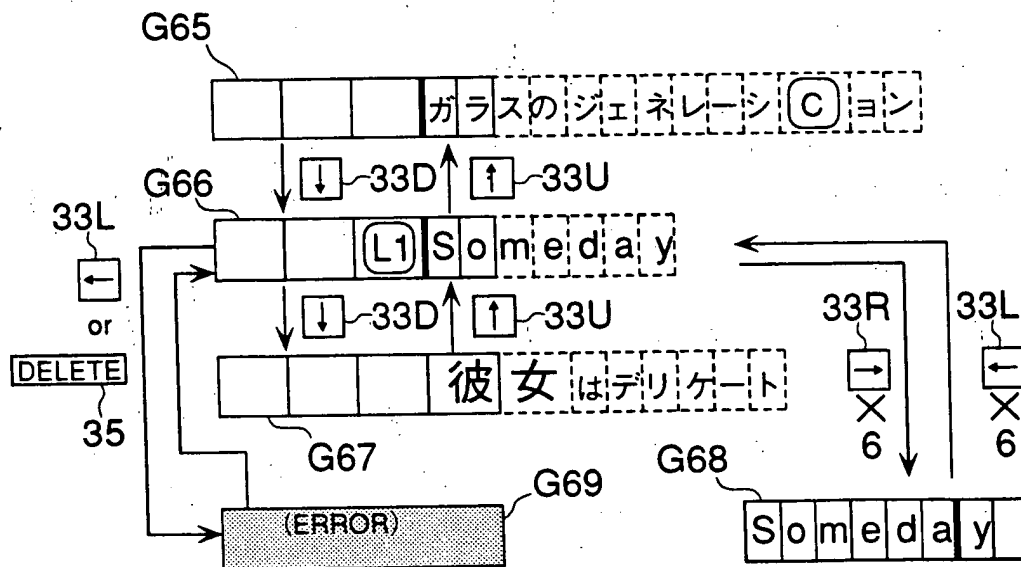 G65
ガラスのジェネレーシ C ョン
↓ 33D ↑ 33U
G66
33L
L1 Someday
←
or
DELETE
35
↓ 33D ↑ 33U
33R 33L
→ ←
× ×
6 6
彼女はデリケート
G67
G68
G69
(ERROR)
Someday